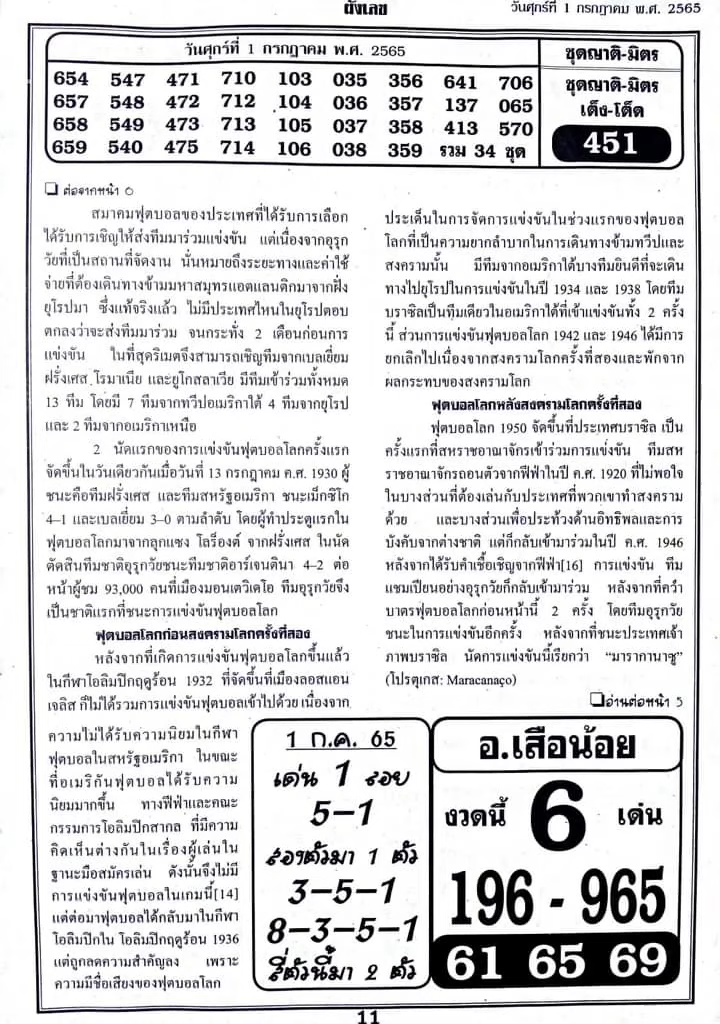 ผังเลข
วันศุกร์ที่ 1 กรกฎาคม พ.ศ. 2565
วันศุกร์ที่ 1 กรกฎาคม พ.ศ. 2565
654 547 471 710 103 035 356 641 706
657 548 472 712 104 036 357 137 065
658 549 473 713 105 037 358 413 570
659 540 475 714 106 038 359 รวม 34 ชุด
ชุดญาติ-มิตร
ชุดญาติ-มิตร
เต็ง-โต๊ด
451
❑ ต่อจากหน้า 6
สมาคมฟุตบอลของประเทศที่ได้รับการเลือก
ได้รับการเชิญให้ส่งทีมมาร่วมแข่งขัน แต่เนื่องจากอุรุก
วัยที่เป็นสถานที่จัดงาน นั่นหมายถึงระยะทางและค่าใช้
จ่ายที่ต้องเดินทางข้ามมหาสมุทรแอตแลนติกมาจากฝั่ง
ยุโรปมา ซึ่งแท้จริงแล้ว ไม่มีประเทศไหนในยุโรปตอบ
ตกลงว่าจะส่งทีมมาร่วม จนกระทั่ง 2 เดือนก่อนการ
แข่งขัน ในที่สุดริเมตจึงสามารถเชิญทีมจากเบลเยี่ยม
ฝรั่งเศส โรมาเนีย และยูโกสลาเวีย มีทีมเข้าร่วมทั้งหมด
13 ทีม โดยมี 7 ทีมจากทวีปอเมริกาใต้ 4 ทีมจากยุโรป
และ 2 ทีมจากอเมริกาเหนือ
2 นัดแรกของการแข่งขันฟุตบอลโลกครั้งแรก
จัดขึ้นในวันเดียวกันเมื่อวันที่ 13 กรกฎาคม ค.ศ. 1930 ผู้
ชนะคือทีมฝรั่งเศส และทีมสหรัฐอเมริกา ชนะเม็กซิโก
4–1 และเบลเยี่ยม 3–0 ตามลำดับ โดยผู้ทำประตูแรกใน
ฟุตบอลโลกมาจากลูกแซง โลร็องต์ จากฝรั่งเศส ในนัด
ตัดสินทีมชาติอุรุกวัยชนะทีมชาติอาร์เจนตินา 4–2 ต่อ
หน้าผู้ชม 93,000 คนที่เมืองมอนเตวิเดโอ ทีมอุรุกวัยจึง
เป็นชาติแรกที่ชนะการแข่งขันฟุตบอลโลก
ฟุตบอลโลกก่อนสงครามโลกครั้งที่สอง
หลังจากที่เกิดการแข่งขันฟุตบอลโลกขึ้นแล้ว
ในกีฬาโอลิมปิกฤดูร้อน 1932 ที่จัดขึ้นที่เมืองลอสแอน
เจลิส ก็ไม่ได้รวมการแข่งขันฟุตบอลเข้าไปด้วย เนื่องจาก
ความไม่ได้รับความนิยมในกีฬา
ฟุตบอลในสหรัฐอเมริกา ในขณะ
ที่อเมริกันฟุตบอลได้รับความ
นิยมมากขึ้น ทางฟีฟ่าและคณะ
กรรมการโอลิมปิกสากล ที่มีความ
คิดเห็นต่างกันในเรื่องผู้เล่นใน
ฐานะมือสมัครเล่น ดังนั้นจึงไม่มี
การแข่งขันฟุตบอลในเกมนี้[14]
แต่ต่อมาฟุตบอลได้กลับมาในกีฬา
โอลิมปิกใน โอลิมปิกฤดูร้อน 1936
แต่ถูกลดความสำคัญลง เพราะ
ความมีชื่อเสียงของฟุตบอลโลก
ประเด็นในการจัดการแข่งขันในช่วงแรกของฟุตบอล
โลกที่เป็นความยากลำบากในการเดินทางข้ามทวีปและ
สงครามนั้น มีทีมจากอเมริกาใต้บางทีมยินดีที่จะเดิน
ทางไปยุโรปในการแข่งขันในปี 1934 และ 1938 โดยทีม
บราซิลเป็นทีมเดียวในอเมริกาใต้ที่เข้าแข่งขันทั้ง 2 ครั้ง
นี้ ส่วนการแข่งขันฟุตบอลโลก 1942 และ 1946 ได้มีการ
ยกเลิกไปเนื่องจากสงครามโลกครั้งที่สองและพักจาก
ผลกระทบของสงครามโลก
ฟุตบอลโลกหลังสงครามโลกครั้งที่สอง
ฟุตบอลโลก 1950 จัดขึ้นที่ประเทศบราซิล เป็น
ครั้งแรกที่สหราชอาณาจักรเข้าร่วมการแข่งขัน ทีมสห
ราชอาณาจักรถอนตัวจากฟีฟ่าในปี ค.ศ. 1920 ที่ไม่พอใจ
ในบางส่วนที่ต้องเล่นกับประเทศที่พวกเขาทำสงคราม
ด้วย และบางส่วนเพื่อประท้วงด้านอิทธิพลและการ
บังคับจากต่างชาติ แต่ก็กลับเข้ามาร่วมในปี ค.ศ. 1946
หลังจากได้รับคำเชื้อเชิญจากฟีฟ่า[16] การแข่งขัน ทีม
แชมเปียนอย่างอุรุกวัยก็กลับเข้ามาร่วม หลังจากที่คว่ำ
บาตรฟุตบอลโลกก่อนหน้านี้ 2 ครั้ง โดยทีมอุรุกวัย
ชนะในการแข่งขันอีกครั้ง หลังจากที่ชนะประเทศเจ้า
ภาพบราซิล นัดการแข่งขันนี้เรียกว่า “มารากานาซู”
(โปรตุเกส: Maracanaço)
❑อ่านต่อหน้า 5
1 ก.ค. 65
เด่น 1 รอย
5–1
สองตัวมา 1 ตัว
3–5–1
8–3–5–1
สี่ตัวนี้มา 2 ตัว
อ.เสือน้อย
งวดนี้ 6 เด่น
196 - 965
61 65 69
11